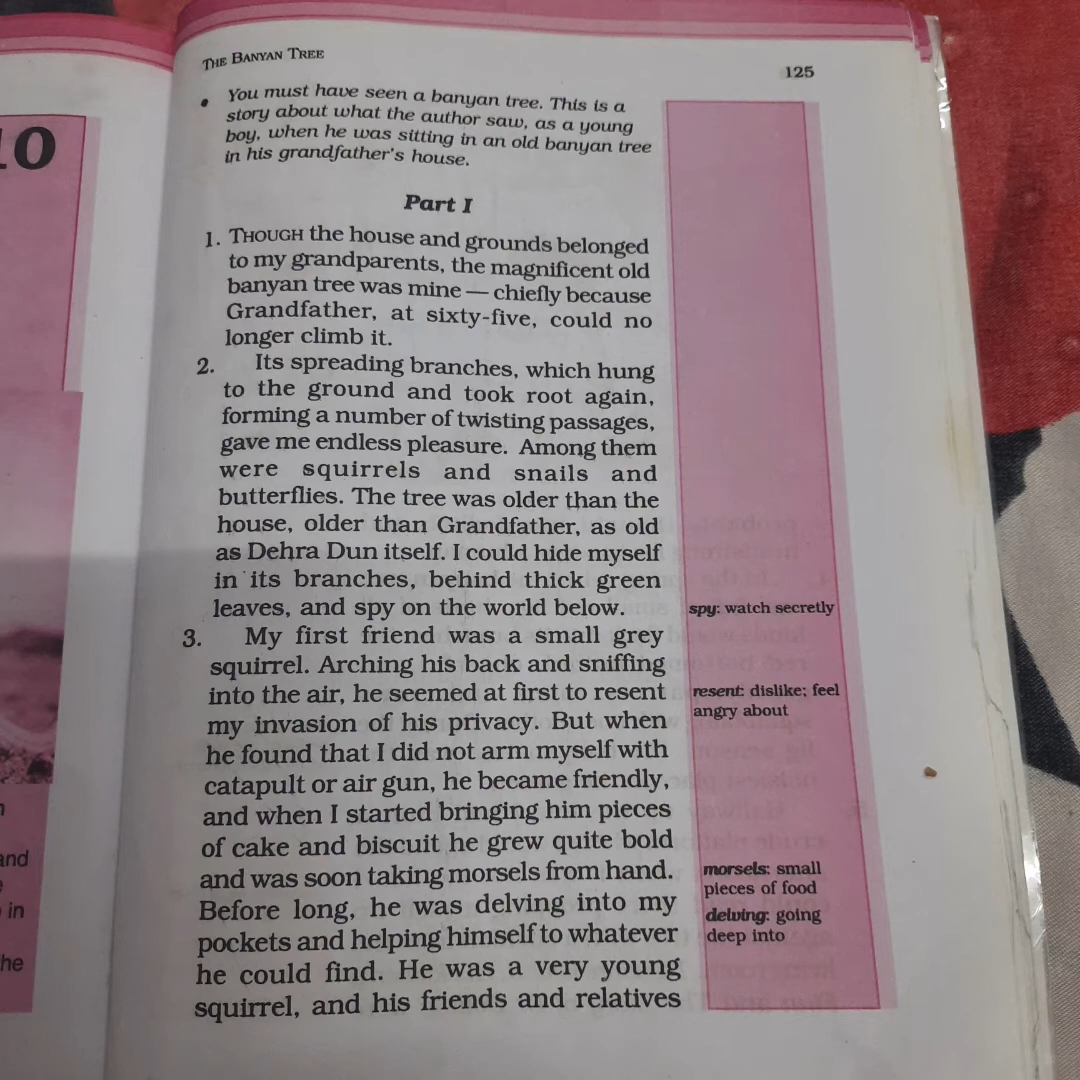 THE BANYAN TREE
125
• You must have seen a banyan tree. This is a
story about what the author saw, as a young
boy, when he was sitting in an old banyan tree
in his grandfather's house.
Part I
1. THOUGH the house and grounds belonged
to my grandparents, the magnificent old
banyan tree was mine — chiefly because
Grandfather, at sixty-five, could no
longer climb it.
2. Its spreading branches, which hung
to the ground and took root again,
forming a number of twisting passages,
gave me endless pleasure. Among them
were squirrels and snails and
butterflies. The tree was older than the
house, older than Grandfather, as old
as Dehra Dun itself. I could hide myself
in its branches, behind thick green
leaves, and spy on the world below.
3. My first friend was a small grey
squirrel. Arching his back and sniffing
into the air, he seemed at first to resent
my invasion of his privacy. But when
he found that I did not arm myself with
catapult or air gun, he became friendly,
and when I started bringing him pieces
of cake and biscuit he grew quite bold
and was soon taking morsels from hand.
Before long, he was delving into my
pockets and helping himself to whatever
he could find. He was a very young
squirrel, and his friends and relatives
spy: watch secretly
resent: dislike; feel
angry about
morsels: small
pieces of food
delving: going
deep into
10
and
in